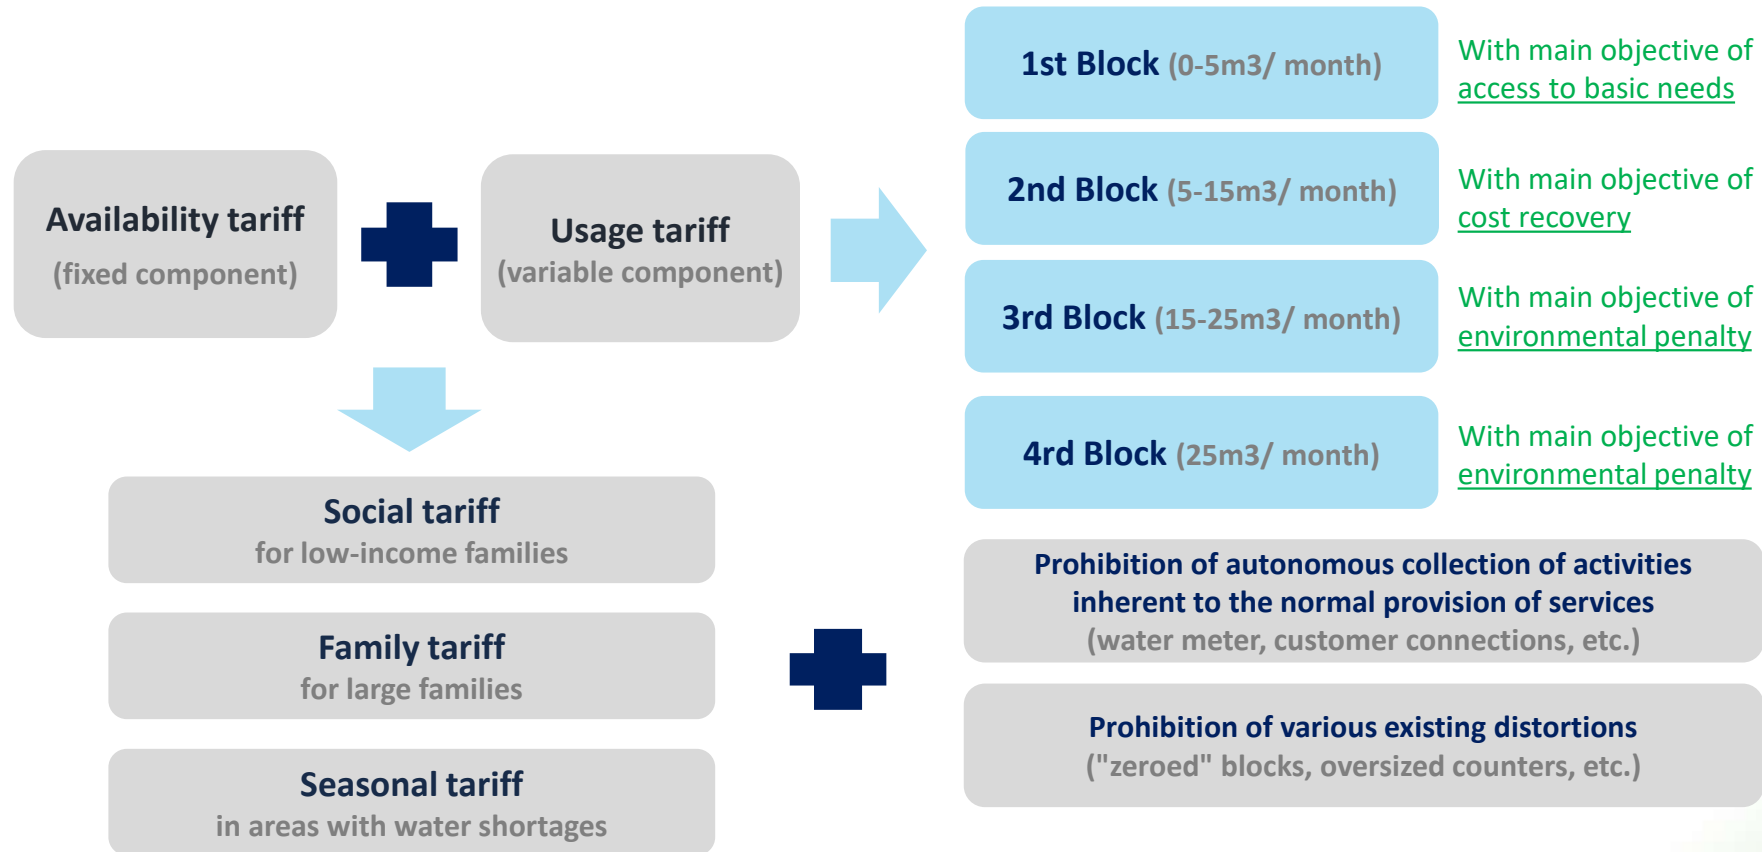 Availability tariff
(fixed component)
Usage tariff
(variable component)
1st Block (0-5m3/ month)
With main objective of
access to basic needs
2nd Block (5-15m3/ month)
With main objective of
cost recovery
3rd Block (15-25m3/ month)
With main objective of
environmental penalty
4rd Block (25m3/ month)
With main objective of
environmental penalty
Social tariff
for low-income families
Family tariff
for large families
Seasonal tariff
in areas with water shortages
Prohibition of autonomous collection of activities
inherent to the normal provision of services
(water meter, customer connections, etc.)
Prohibition of various existing distortions
("zeroed" blocks, oversized counters, etc.)